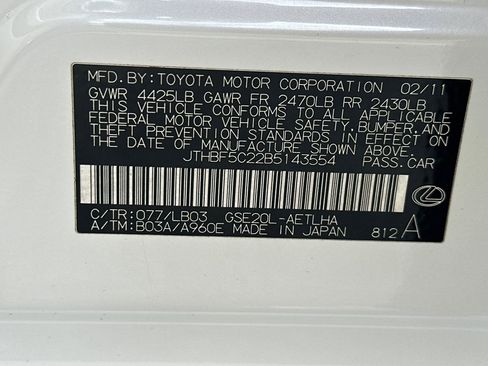 MFD.BY:TOYOTA MOTOR CORPORATION 02/11
GVWR 4425LB GAWR FR 2470LB RR 2430LB
THIS VEHICLE CONFORMS TO ALL APPLICABLE
FEDERAL MOTOR VEHICLE SAFETY,BUMPER,AND
THEFT PREVENTION STANDARDS IN EFFECT ON
THE DATE OF MANUFACTURE SHOWN ABOVE.
JTHBF5C22B5143554 PASS.CAR
C/TR:077/LB03 GSE20L-AETLHA
A/TM:B03A/A960E MADE IN JAPAN 812 A